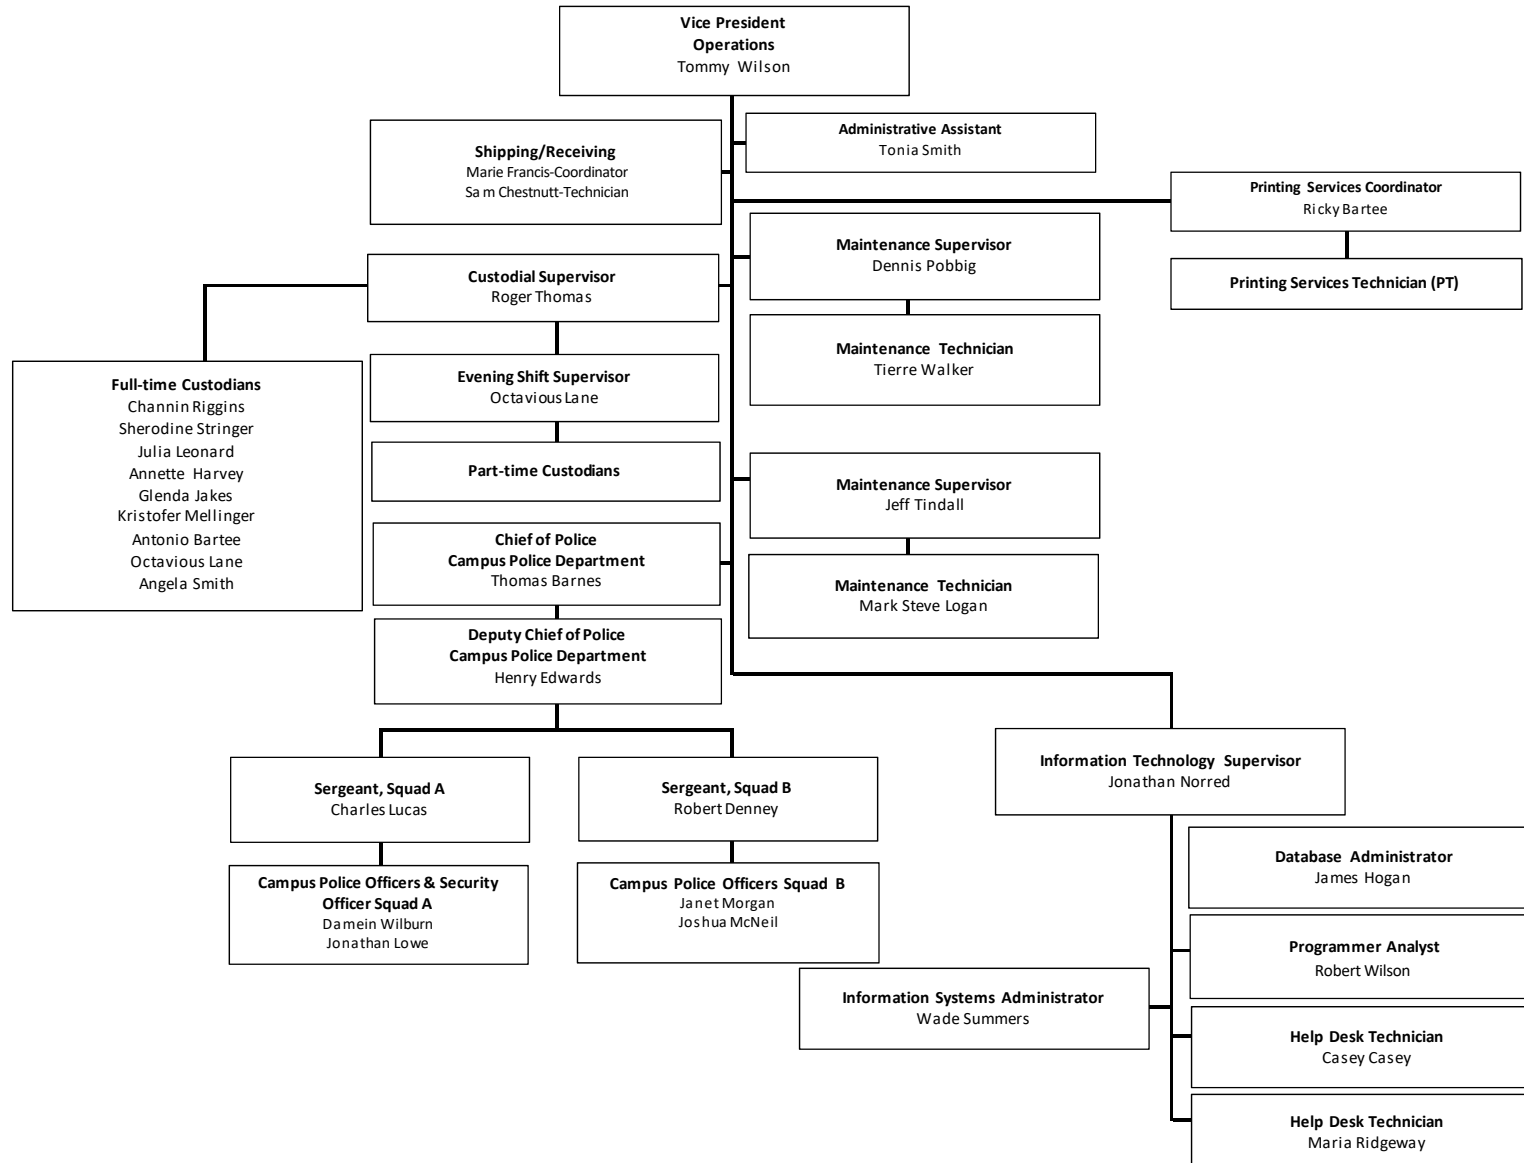 Vice President
Operations
Tommy Wilson
Shipping/Receiving
Marie Francis-Coordinator
Sam Chestnutt-Technician
Administrative Assistant
Tonia Smith
Printing Services Coordinator
Ricky Bartee
Printing Services Technician (PT)
Maintenance Supervisor
Dennis Pobbig
Maintenance Technician
Tierre Walker
Custodial Supervisor
Roger Thomas
Full-time Custodians
Channin Riggins
Sherodine Stringer
Julia Leonard
Annette Harvey
Glenda Jakes
Kristofer Mellinger
Antonio Bartee
Octavious Lane
Angela Smith
Evening Shift Supervisor
Octavious Lane
Part-time Custodians
Maintenance Supervisor
Jeff Tindall
Maintenance Technician
Mark Steve Logan
Chief of Police
Campus Police Department
Thomas Barnes
Deputy Chief of Police
Campus Police Department
Henry Edwards
Sergeant, Squad A
Charles Lucas
Campus Police Officers & Security
Officer Squad A
Damein Wilburn
Jonathan Lowe
Sergeant, Squad B
Robert Denney
Campus Police Officers Squad B
Janet Morgan
Joshua McNeil
Information Technology Supervisor
Jonathan Norred
Database Administrator
James Hogan
Programmer Analyst
Robert Wilson
Information Systems Administrator
Wade Summers
Help Desk Technician
Casey Casey
Help Desk Technician
Maria Ridgeway